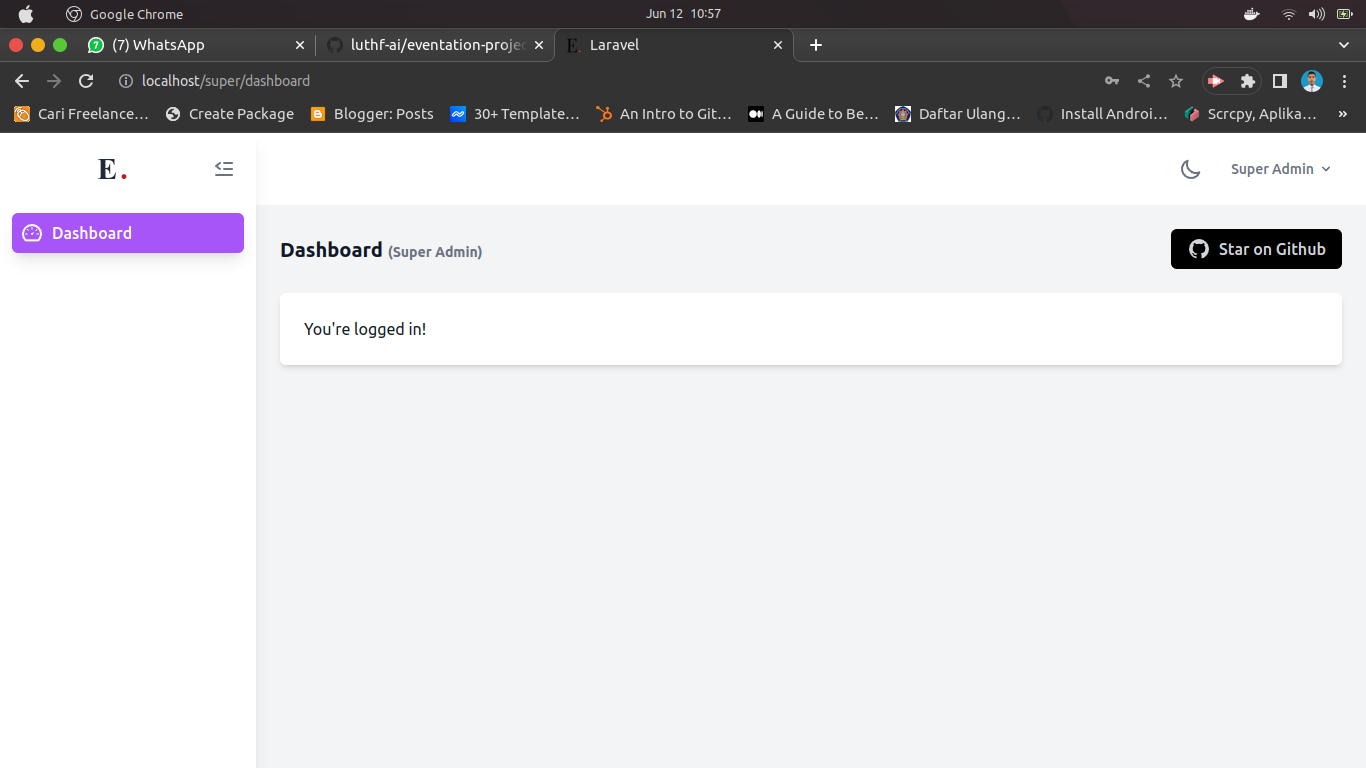 Google Chrome
Jun 12 10:57
(7) WhatsApp
luthf-ai/eventation-projec
Laravel
localhost/super/dashboard
Cari Freelance… Create Package Blogger: Posts 30+ Template… An Intro to Git… A Guide to Be… Daftar Ulang… Install Androi… Scrcpy, Aplika… »
E.
Super Admin
Dashboard
Dashboard (Super Admin)
Star on Github
You're logged in!